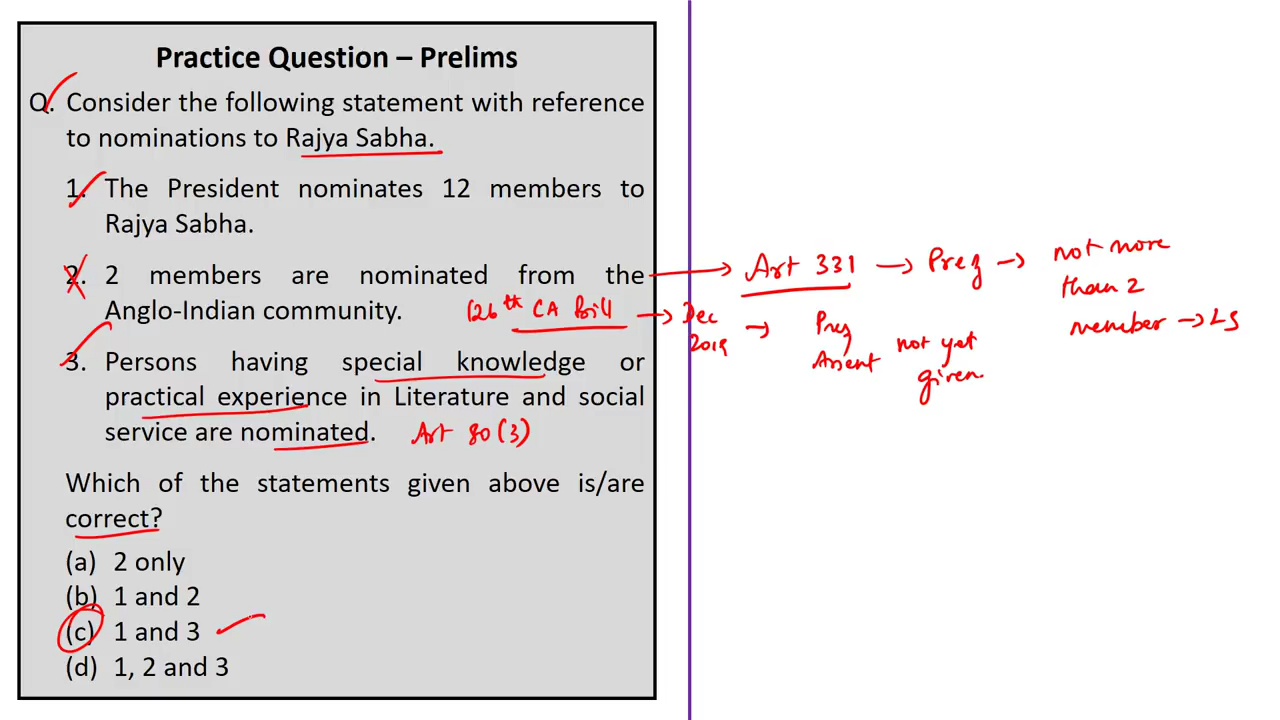 Practice Question – Prelims
Q. Consider the following statement with reference
to nominations to Rajya Sabha.
1. The President nominates 12 members to
Rajya Sabha.
2. 2 members are nominated from the
Anglo-Indian community.
126th CA Bill
3. Persons having special knowledge or
practical experience in Literature and social
service are nominated.
Art 80(3)
Which of the statements given above is/are
correct?
(a) 2 only
(b) 1 and 2
(c) 1 and 3
(d) 1, 2 and 3
Art 331 → Prez → not more
than 2
member → LS
Dec
2019
Prez
Assent
not yet
given